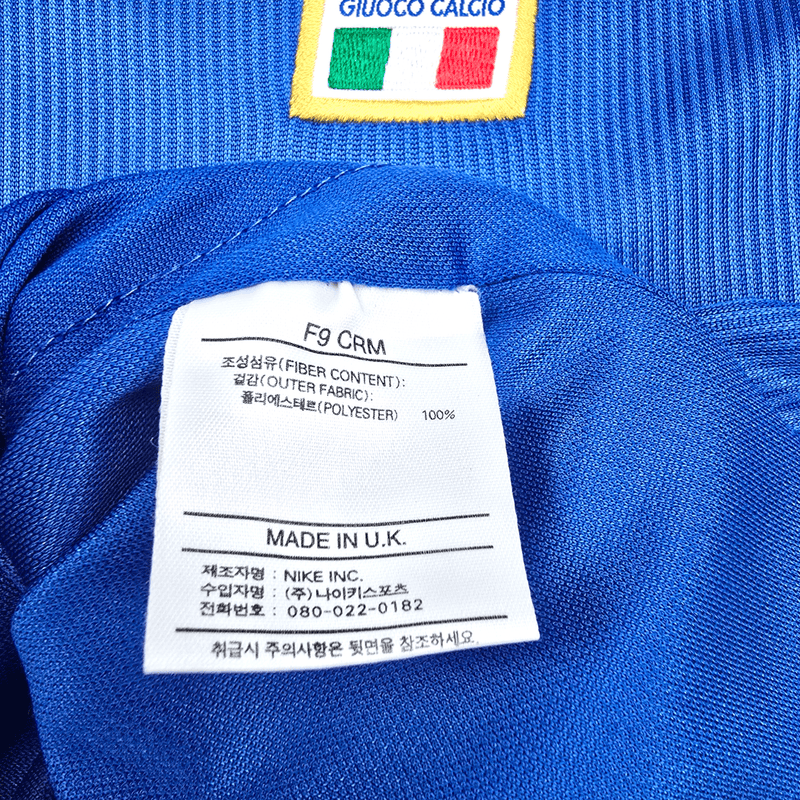 GIUOCO CALCIO
F9 CRM
조성섬유(FIBER CONTENT):
겉감(OUTER FABRIC):
폴리에스테르(POLYESTER) 100%
MADE IN U.K.
제조자명 : NIKE INC.
수입자명 : (주)나이키스포츠
전화번호 : 080-022-0182
취급시 주의사항은 뒷면을 참조하세요.